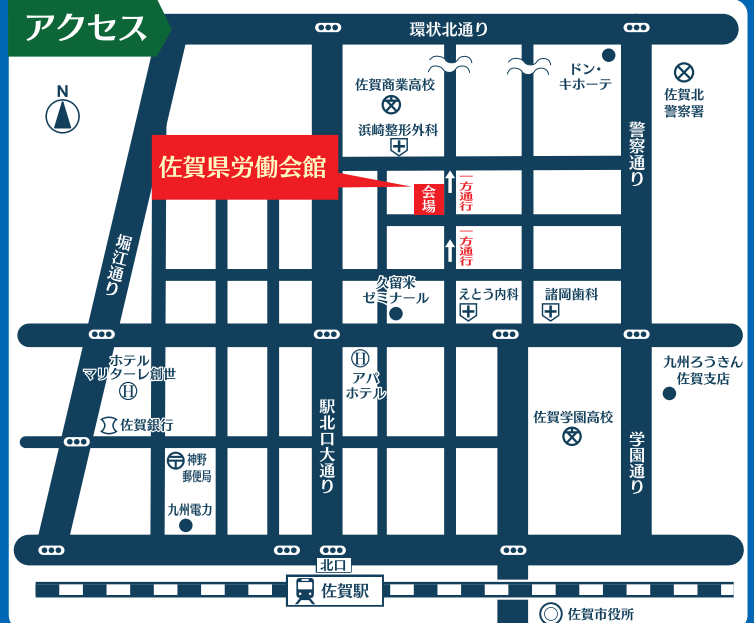 アクセス
環状北通り
N
ドン・
キホーテ
佐賀商業高校
佐賀北
警察署
浜崎整形外科
警察通り
佐賀県労働会館
会場
一方通行
一方通行
堀江通り
久留米
ゼミナール
えとう内科
諸岡歯科
ホテル
マリターレ創世
H
H
アパ
ホテル
九州ろうきん
佐賀支店
佐賀銀行
駅北口大通り
佐賀学園高校
学園通り
神野
郵便局
九州電力
北口
佐賀駅
佐賀市役所